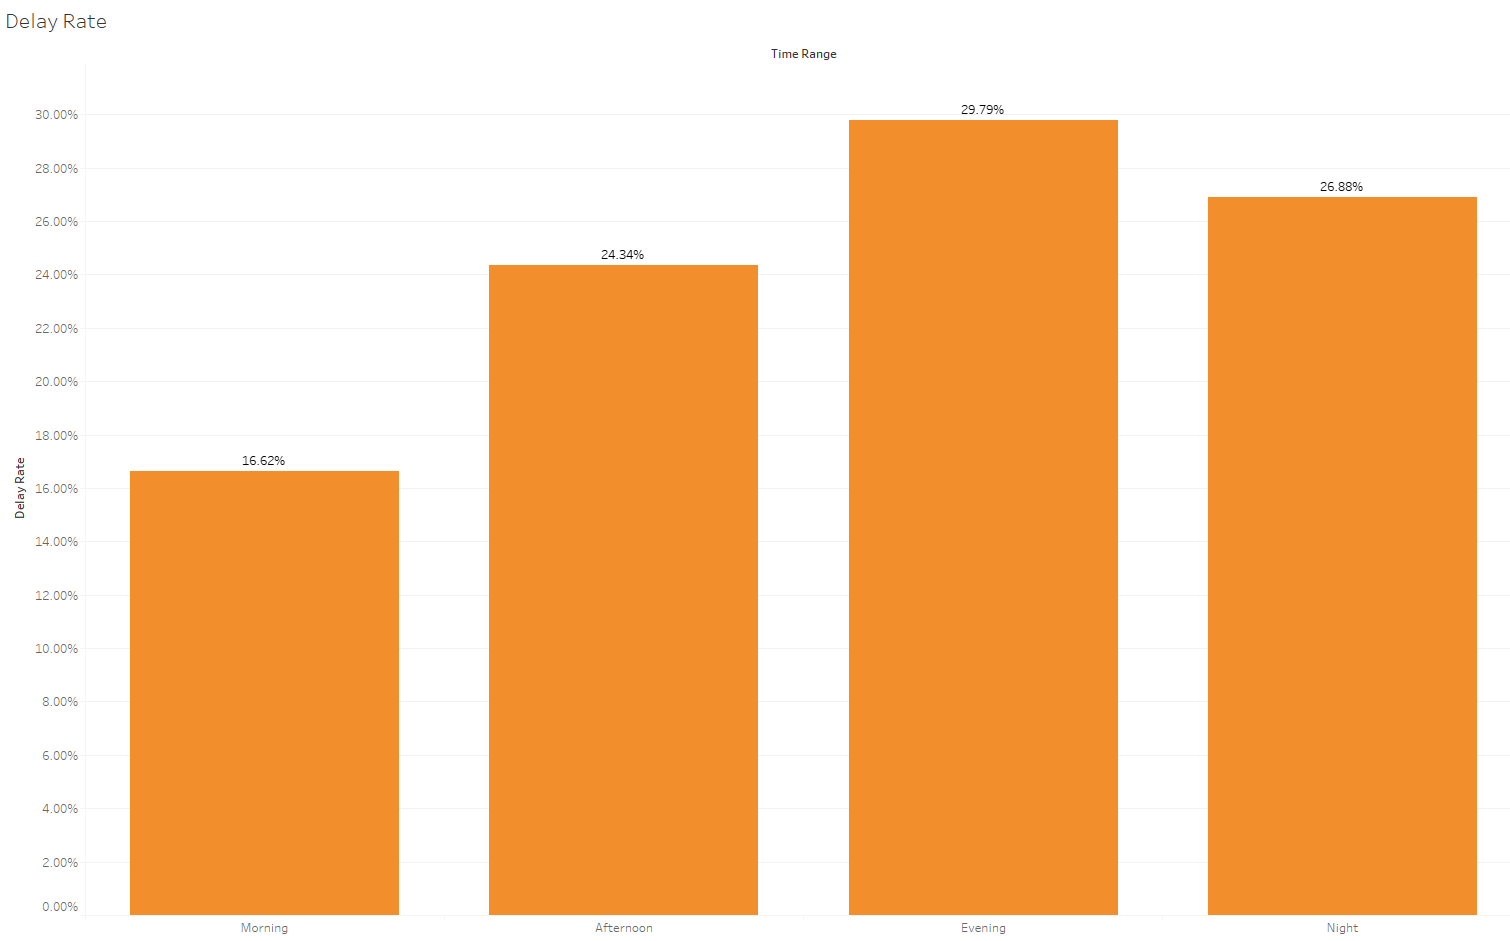 Delay Rate
Time Range
30.00%
28.00%
26.00%
24.00%
22.00%
20.00%
18.00%
16.00%
14.00%
12.00%
10.00%
8.00%
6.00%
4.00%
2.00%
0.00%
Delay Rate
16.62%
24.34%
29.79%
26.88%
Morning
Afternoon
Evening
Night